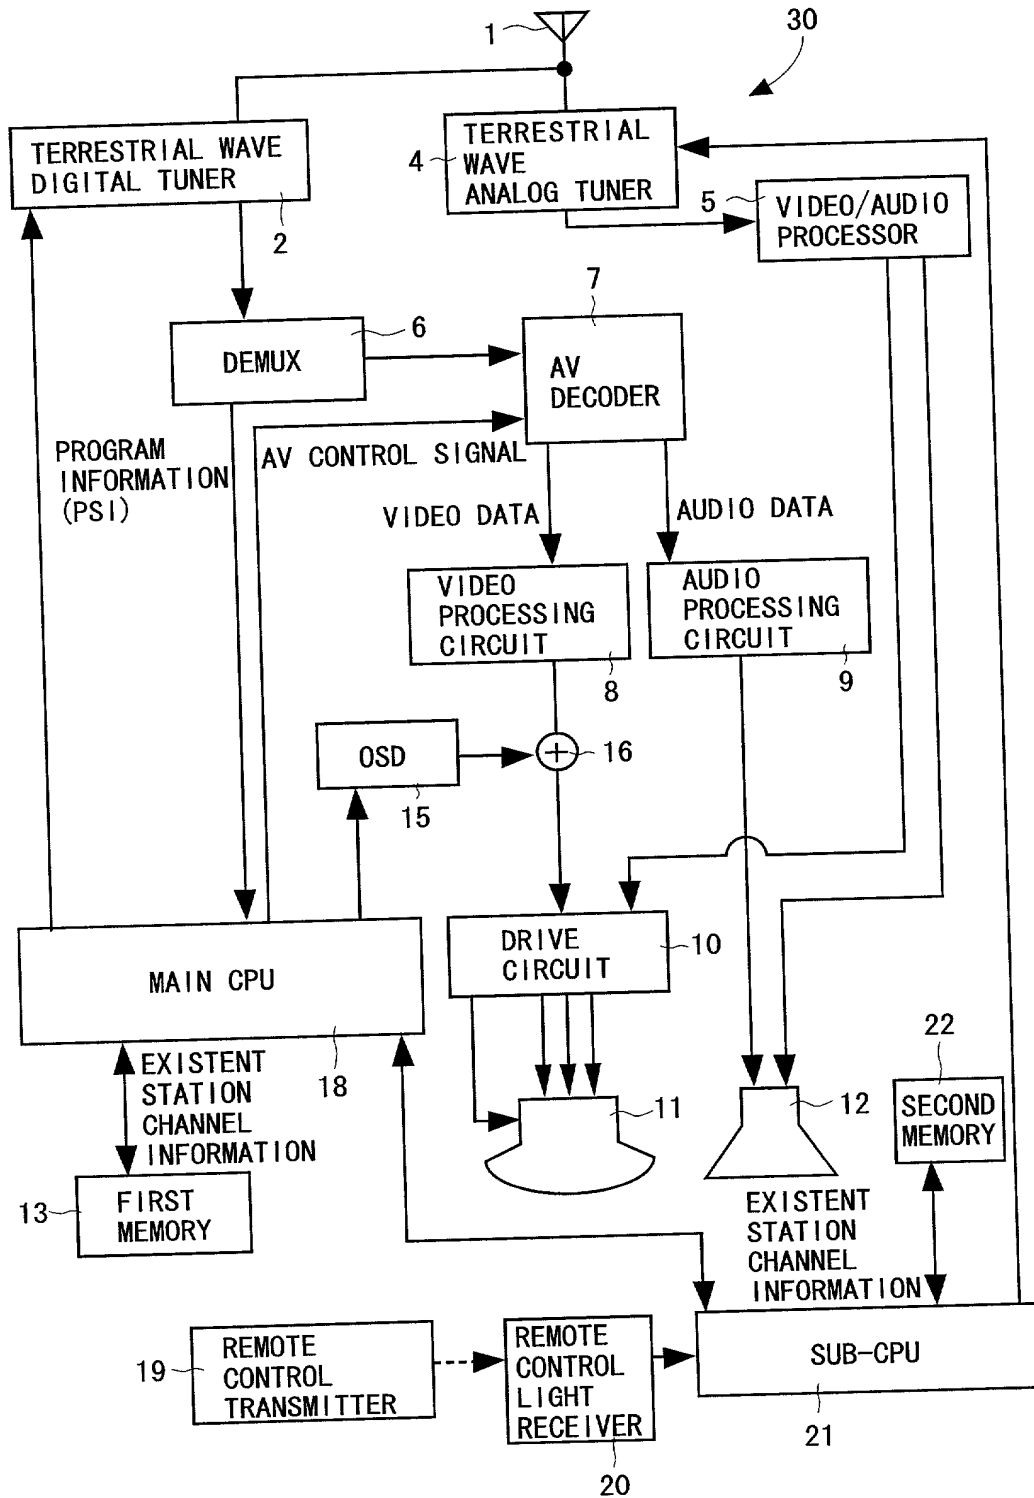 1
30
TERRESTRIAL WAVE
DIGITAL TUNER
2
4
TERRESTRIAL
WAVE
ANALOG TUNER
5
VIDEO/AUDIO
PROCESSOR
6
DEMUX
7
AV
DECODER
PROGRAM
INFORMATION
(PSI)
AV CONTROL SIGNAL
VIDEO DATA
AUDIO DATA
VIDEO
PROCESSING
CIRCUIT
8
AUDIO
PROCESSING
CIRCUIT
9
OSD
15
16
MAIN CPU
18
DRIVE
CIRCUIT
10
EXISTENT
STATION
CHANNEL
INFORMATION
11
12
22
SECOND
MEMORY
13
FIRST
MEMORY
EXISTENT
STATION
CHANNEL
INFORMATION
19
REMOTE
CONTROL
TRANSMITTER
REMOTE
CONTROL
LIGHT
RECEIVER
20
SUB-CPU
21